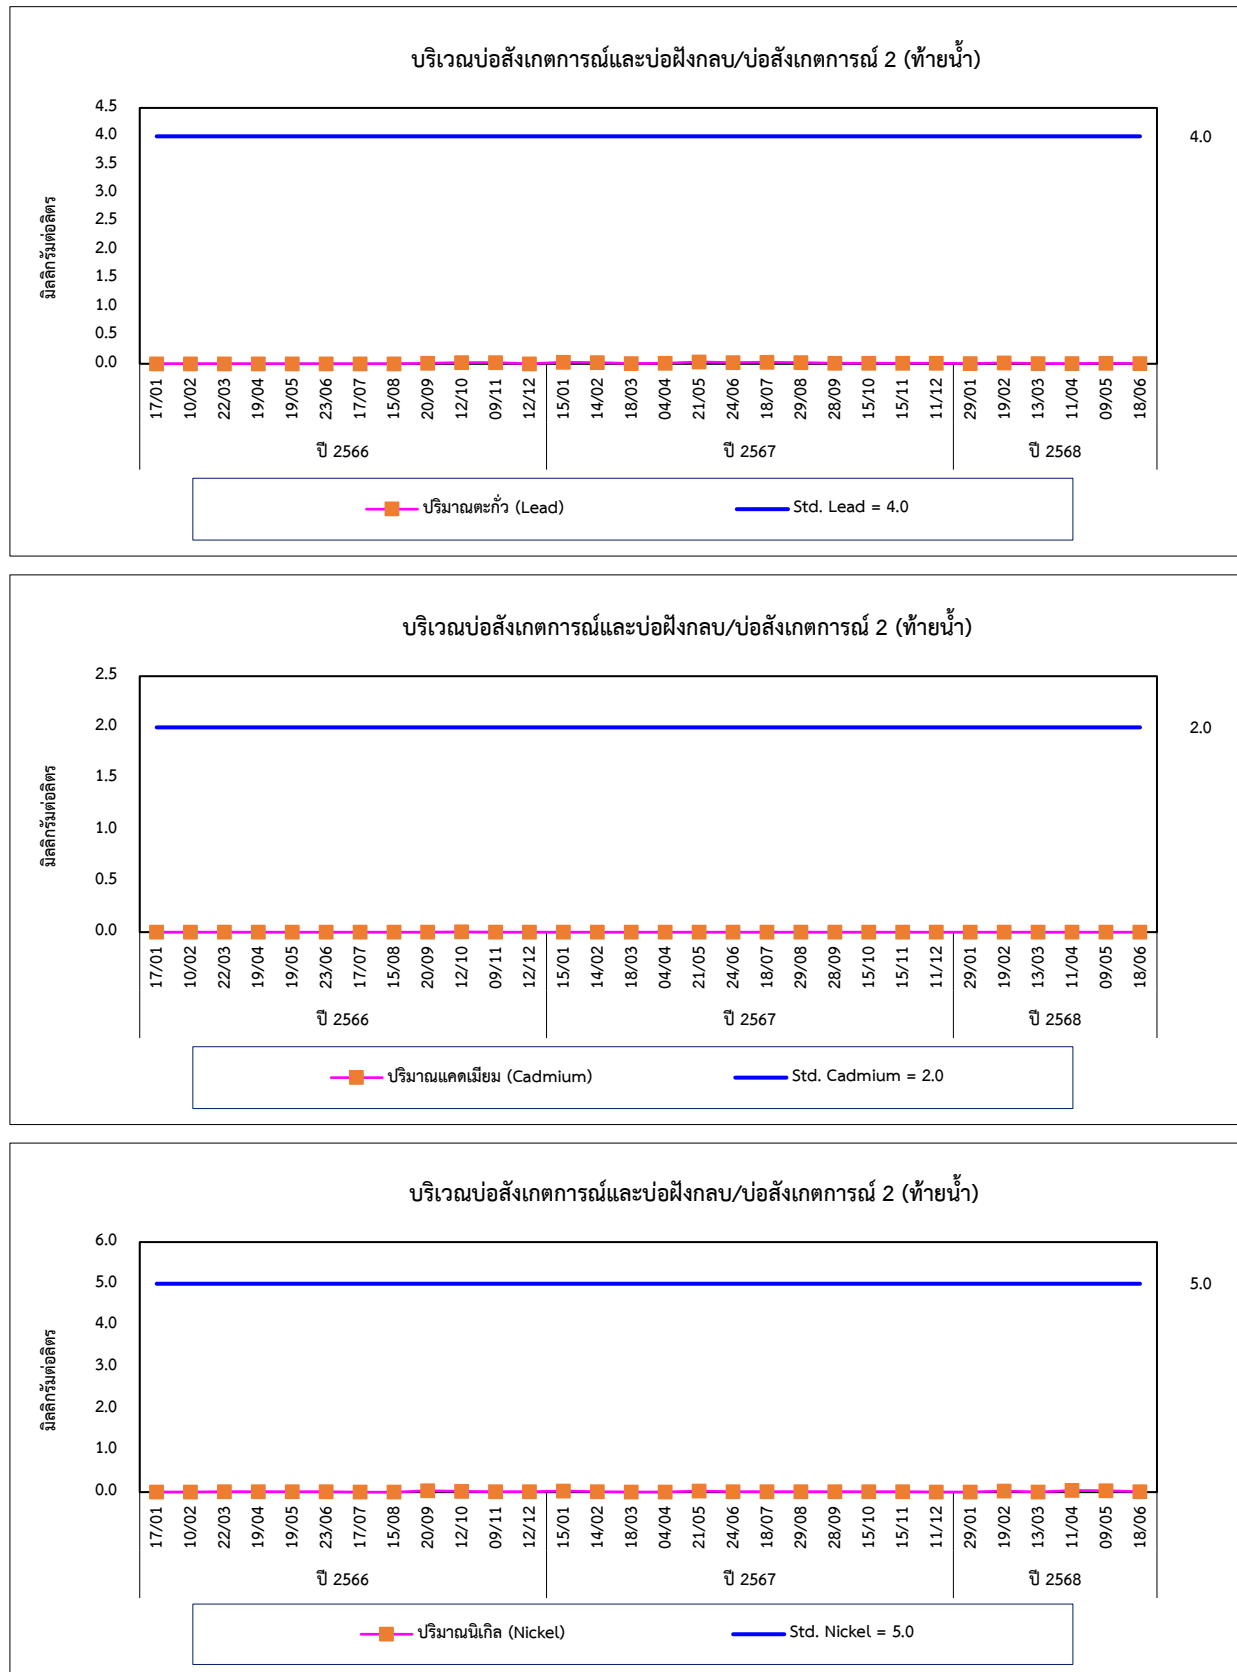 บริเวณบ่อสังเกตการณ์และบ่อฝังกลบ/บ่อสังเกตการณ์ 2 (ท้ายน้ำ)
มิลลิกรัมต่อลิตร
4.5
4.0
3.5
3.0
2.5
2.0
1.5
1.0
0.5
0.0
4.0
17/01 10/02 22/03 19/04 19/05 23/06 17/07 15/08 20/09 12/10 09/11 12/12 15/01 14/02 18/03 04/04 21/05 24/06 18/07 29/08 28/09 15/10 15/11 11/12 29/01 19/02 13/03 11/04 09/05 18/06
ปี 2566 ปี 2567 ปี 2568
ปริมาณตะกั่ว (Lead) Std. Lead = 4.0
บริเวณบ่อสังเกตการณ์และบ่อฝังกลบ/บ่อสังเกตการณ์ 2 (ท้ายน้ำ)
มิลลิกรัมต่อลิตร
2.5
2.0
1.5
1.0
0.5
0.0
2.0
17/01 10/02 22/03 19/04 19/05 23/06 17/07 15/08 20/09 12/10 09/11 12/12 15/01 14/02 18/03 04/04 21/05 24/06 18/07 29/08 28/09 15/10 15/11 11/12 29/01 19/02 13/03 11/04 09/05 18/06
ปี 2566 ปี 2567 ปี 2568
ปริมาณแคดเมียม (Cadmium) Std. Cadmium = 2.0
บริเวณบ่อสังเกตการณ์และบ่อฝังกลบ/บ่อสังเกตการณ์ 2 (ท้ายน้ำ)
มิลลิกรัมต่อลิตร
6.0
5.0
4.0
3.0
2.0
1.0
0.0
5.0
17/01 10/02 22/03 19/04 19/05 23/06 17/07 15/08 20/09 12/10 09/11 12/12 15/01 14/02 18/03 04/04 21/05 24/06 18/07 29/08 28/09 15/10 15/11 11/12 29/01 19/02 13/03 11/04 09/05 18/06
ปี 2566 ปี 2567 ปี 2568
ปริมาณนิเกิล (Nickel) Std. Nickel = 5.0